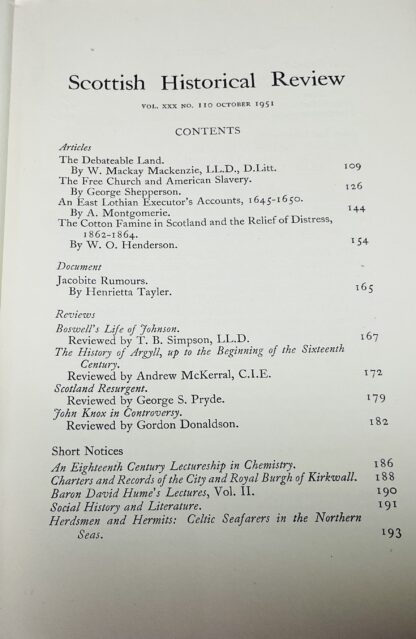 Scottish Historical Review
VOL. XXX NO. 110 OCTOBER 1951
CONTENTS
Articles
The Debateable Land.
By W. Mackay Mackenzie, LL.D., D.Litt. 109
The Free Church and American Slavery.
By George Shepperson. 126
An East Lothian Executor's Accounts, 1645-1650.
By A. Montgomerie. 144
The Cotton Famine in Scotland and the Relief of Distress,
1862-1864.
By W. O. Henderson. 154
Document
Jacobite Rumours.
By Henrietta Tayler. 165
Reviews
Boswell's Life of Johnson.
Reviewed by T. B. Simpson, LL.D. 167
The History of Argyll, up to the Beginning of the Sixteenth
Century.
Reviewed by Andrew McKerral, C.I.E. 172
Scotland Resurgent.
Reviewed by George S. Pryde. 179
John Knox in Controversy.
Reviewed by Gordon Donaldson. 182
Short Notices
An Eighteenth Century Lectureship in Chemistry. 186
Charters and Records of the City and Royal Burgh of Kirkwall. 188
Baron David Hume's Lectures, Vol. II. 190
Social History and Literature. 191
Herdsmen and Hermits: Celtic Seafarers in the Northern
Seas. 193